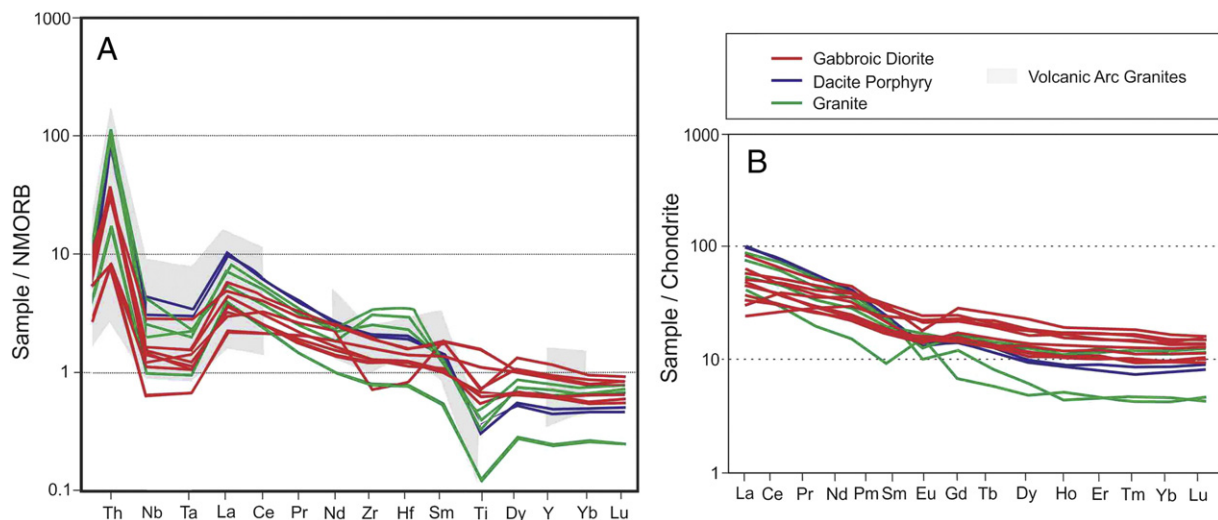 A
Sample / NMORB
1000
100
10
1
0.1
Th Nb Ta La Ce Pr Nd Zr Hf Sm Ti Dy Y Yb Lu
Gabbroic Diorite
Dacite Porphyry
Granite
Volcanic Arc Granites
B
Sample / Chondrite
1000
100
10
1
La Ce Pr Nd Pm Sm Eu Gd Tb Dy Ho Er Tm Yb Lu